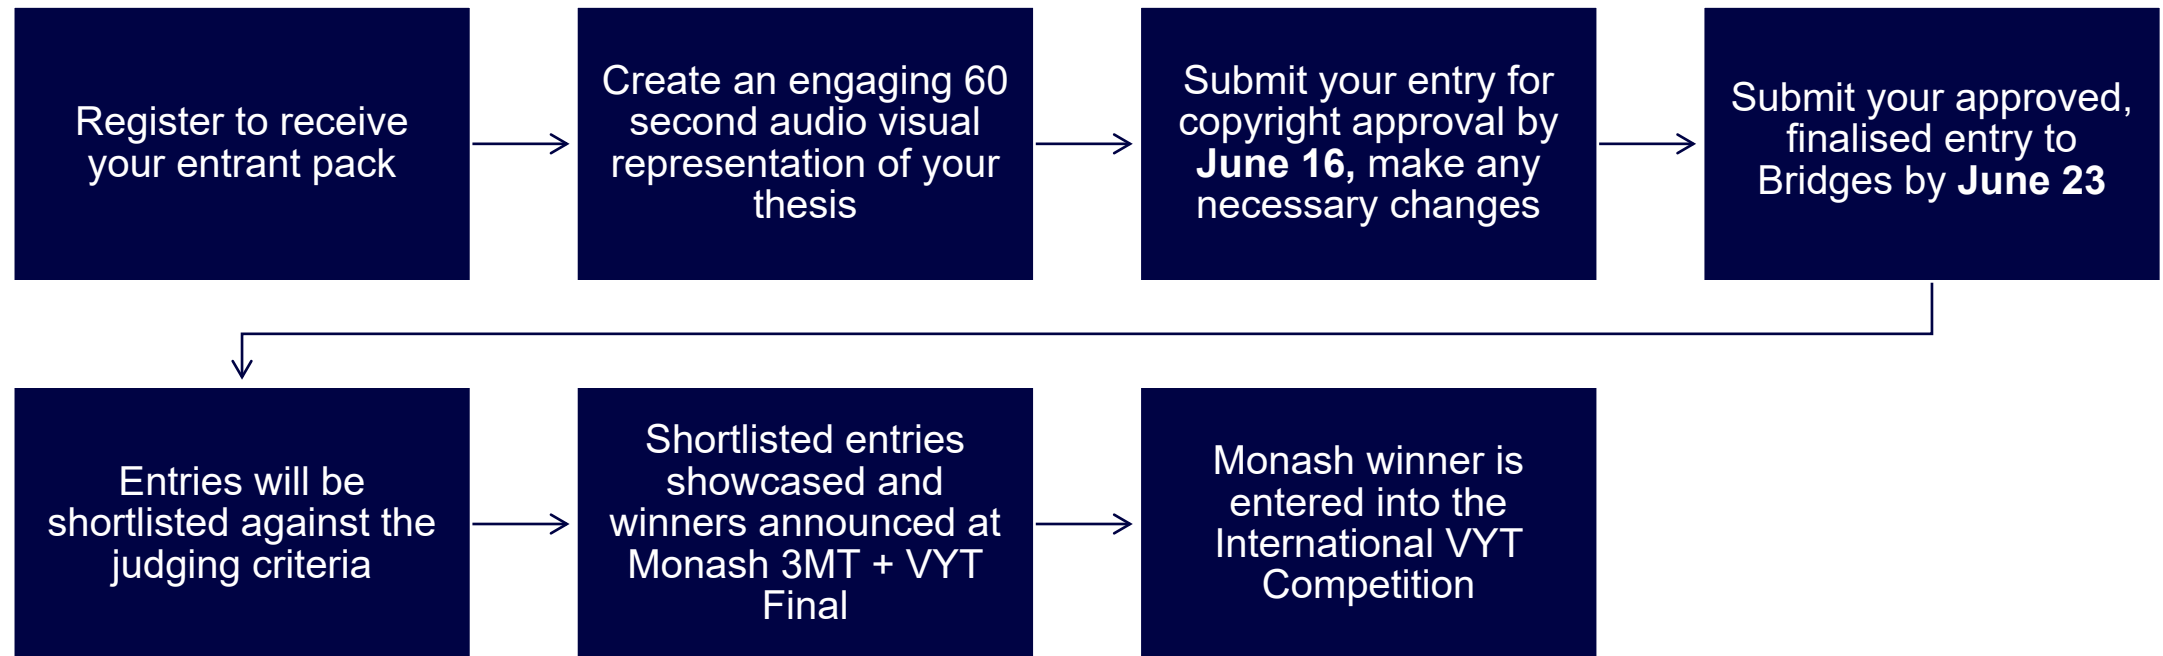 Register to receive
your entrant pack
Create an engaging 60
second audio visual
representation of your
thesis
Submit your entry for
copyright approval by
June 16, make any
necessary changes
Submit your approved,
finalised entry to
Bridges by June 23
Entries will be
shortlisted against the
judging criteria
Shortlisted entries
showcased and
winners announced at
Monash 3MT + VYT
Final
Monash winner is
entered into the
International VYT
Competition